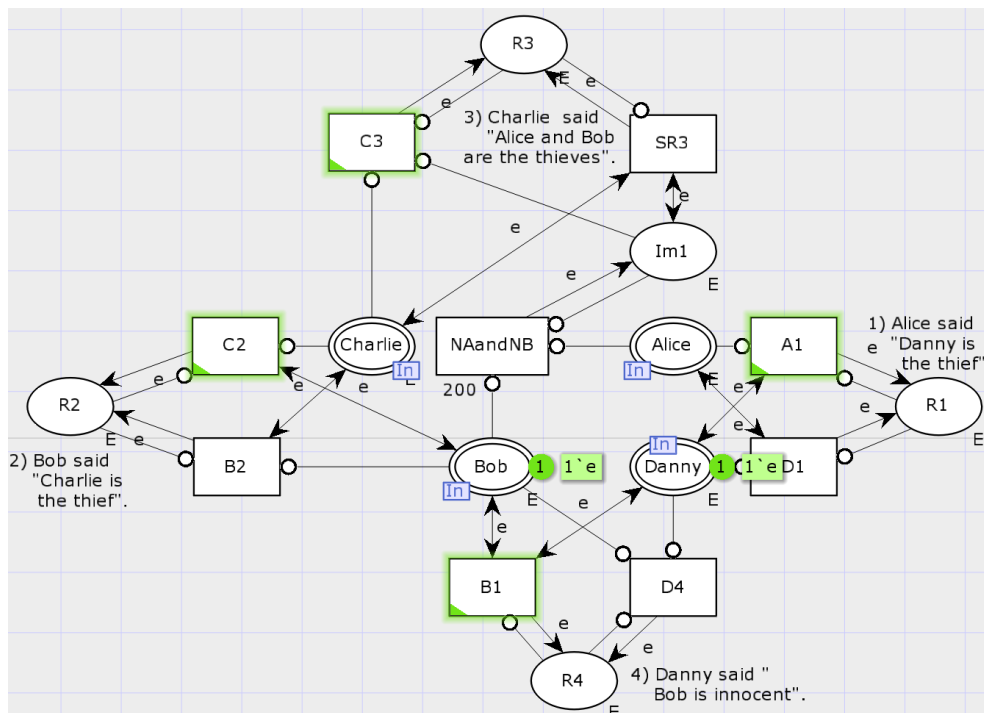 R3
E
e
e
C3
3) Charlie said
"Alice and Bob
are the thieves".
SR3
e
e
Im1
e
E
C2
Charlie
In
E
NAandNB
200
Alice
In
E
A1
1) Alice said
"Danny is
the thief"
e
e
e
e
e
R2
E
e
2) Bob said
"Charlie is
the thief".
B2
Bob
In
1
1`e
E
In
Danny
1
1`e
E
D1
e
R1
E
e
e
B1
D4
e
e
R4
E
4) Danny said "
Bob is innocent".